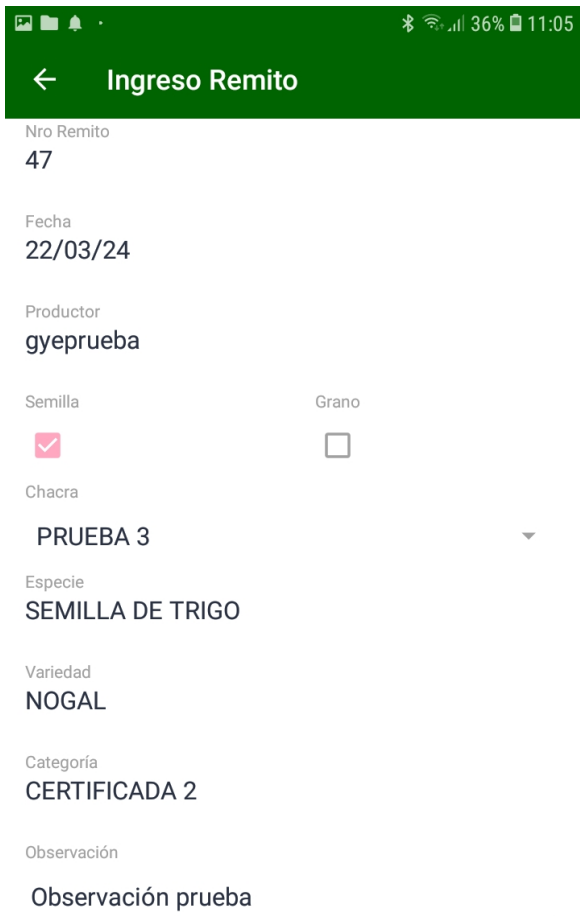 36% 11:05
Ingreso Remito
Nro Remito
47
Fecha
22/03/24
Productor
gyeprueba
Semilla Grano
Chacra
PRUEBA 3
Especie
SEMILLA DE TRIGO
Variedad
NOGAL
Categoría
CERTIFICADA 2
Observación
Observación prueba